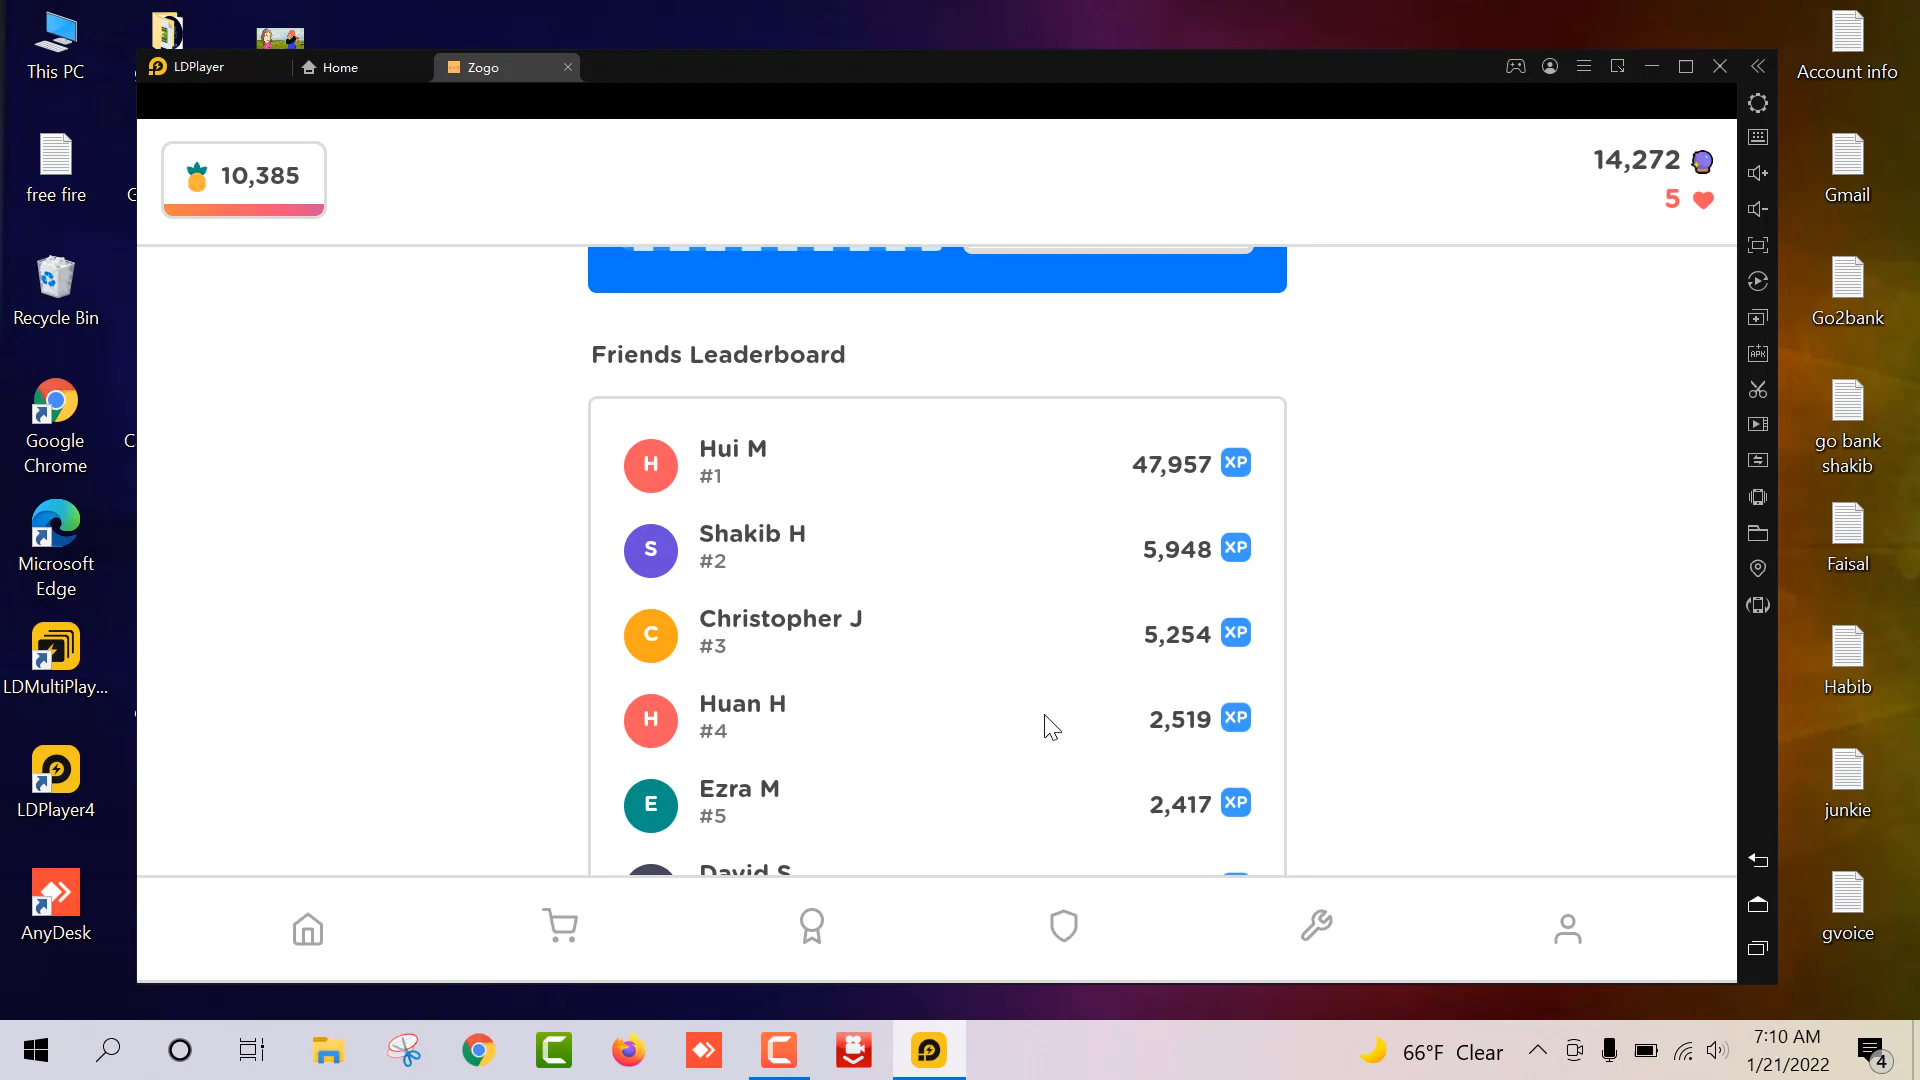 This PC
LDPlayer
Home
Zogo
Account info
10,385
14,272
5
free fire
Gmail
Recycle Bin
Go2bank
Friends Leaderboard
APK
Google
Chrome
go bank
shakib
H
Hui M
#1
47,957 XP
S
Shakib H
#2
5,948 XP
C
Christopher J
#3
5,254 XP
H
Huan H
#4
2,519 XP
E
Ezra M
#5
2,417 XP
David S
Microsoft
Edge
Faisal
LDMultiPlay...
Habib
LDPlayer4
junkie
AnyDesk
gvoice
66°F Clear
7:10 AM
1/21/2022
4